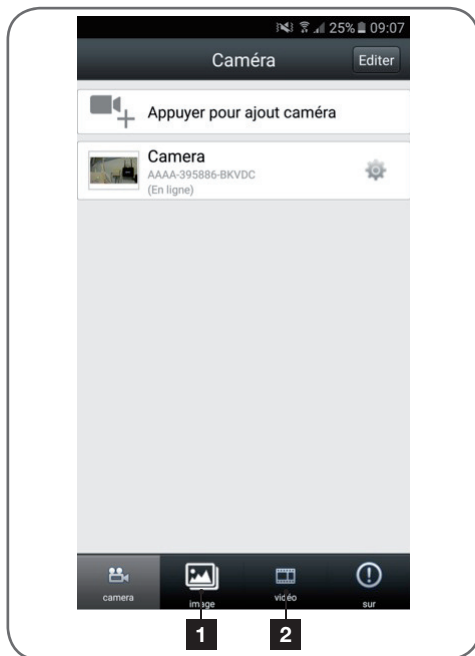 25% 09:07
Caméra
Editer
Appuyer pour ajout caméra
Camera
AAAA-395886-BKVDC
(En ligne)
camera
image
vidéo
sur
1
2